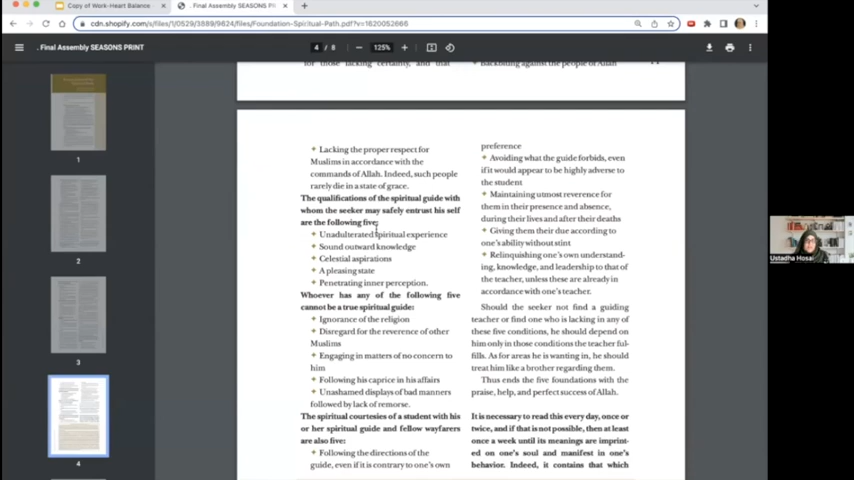 Copy of Work-Heart Balance
. Final Assembly SEASONS PRIN
cdn.shopify.com/s/files/1/0529/3889/9624/files/Foundation-Spiritual-Path.pdf?v=1620052666
. Final Assembly SEASONS PRINT
4 / 8
125%
1
2
3
4
for those lacking certainty, and that
Backbiting against the people of Allah
Lacking the proper respect for
Muslims in accordance with the
commands of Allah. Indeed, such people
rarely die in a state of grace.
The qualifications of the spiritual guide with
whom the seeker may safely entrust his self
are the following five:
Unadulterated spiritual experience
Sound outward knowledge
Celestial aspirations
A pleasing state
Penetrating inner perception.
Whoever has any of the following five
cannot be a true spiritual guide:
Ignorance of the religion
Disregard for the reverence of other
Muslims
Engaging in matters of no concern to
him
Following his caprice in his affairs
Unashamed displays of bad manners
followed by lack of remorse.
The spiritual courtesies of a student with his
or her spiritual guide and fellow wayfarers
are also five:
Following the directions of the
guide, even if it is contrary to one's own
preference
Avoiding what the guide forbids, even
if it would appear to be highly adverse to
the student
Maintaining utmost reverence for
them in their presence and absence,
during their lives and after their deaths
Giving them their due according to
one's ability without stint
Relinquishing one's own understand-
ing, knowledge, and leadership to that of
the teacher, unless these are already in
accordance with one's teacher.
Should the seeker not find a guiding
teacher or find one who is lacking in any of
these five conditions, he should depend on
him only in those conditions the teacher ful-
fills. As for areas he is wanting in, he should
treat him like a brother regarding them.
Thus ends the five foundations with the
praise, help, and perfect success of Allah.
It is necessary to read this every day, once or
twice, and if that is not possible, then at least
once a week until its meanings are imprint-
ed on one's soul and manifest in one's
behavior. Indeed, it contains that which
Ustadha Hosai